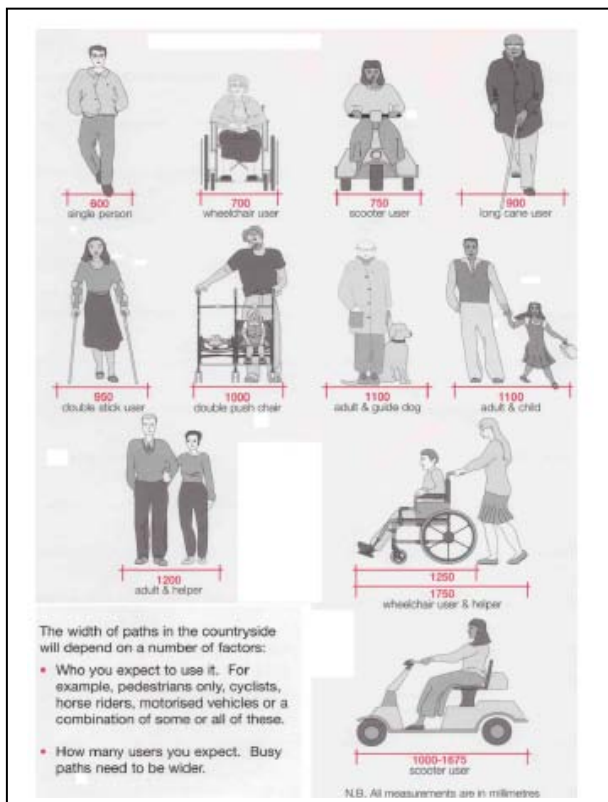 600
single person
700
wheelchair user
750
scooter user
900
long cane user
950
double stick user
1000
double push chair
1100
adult & guide dog
1100
adult & child
1200
adult & helper
1250
1750
wheelchair user & helper
The width of paths in the countryside
will depend on a number of factors:
• Who you expect to use it. For
example, pedestrians only, cyclists,
horse riders, motorised vehicles or a
combination of some or all of these.
• How many users you expect. Busy
paths need to be wider.
1000-1675
scooter user
N.B. All measurements are in millimetres